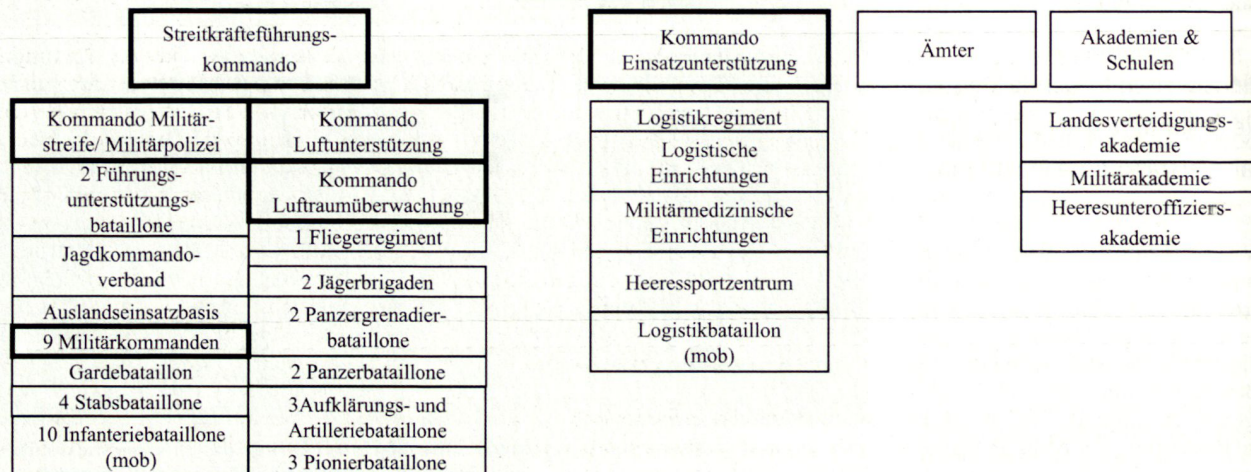 Streitkräfteführungs-
kommando
Kommando Militär-
streife/ Militärpolizei
2 Führungs-
unterstützungs-
bataillone
Jagdkommando-
verband
Auslandseinsatzbasis
9 Militärkommanden
Gardebataillon
4 Stabsbataillone
10 Infanteriebataillone
(mob)
Kommando
Luftunterstützung
Kommando
Luftraumüberwachung
1 Fliegerregiment
2 Jägerbrigaden
2 Panzergrenadier-
bataillone
2 Panzerbataillone
3Aufklärungs- und
Artilleriebataillone
3 Pionierbataillone
Kommando
Einsatzunterstützung
Logistikregiment
Logistische
Einrichtungen
Militärmedizinische
Einrichtungen
Heeressportzentrum
Logistikbataillon
(mob)
Ämter
Akademien &
Schulen
Landesverteidigungs-
akademie
Militärakademie
Heeresunteroffiziers-
akademie